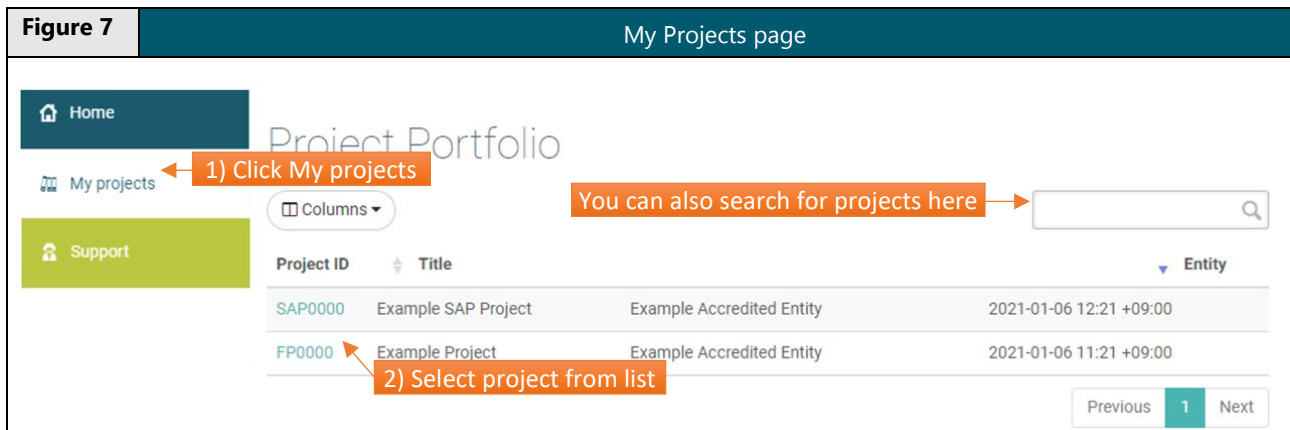 Figure 7
My Projects page
Home
Project Portfolio
1) Click My projects
My projects
Columns
You can also search for projects here
Support
Project ID Title Entity
SAP0000 Example SAP Project Example Accredited Entity 2021-01-06 12:21 +09:00
FP0000 Example Project Example Accredited Entity 2021-01-06 11:21 +09:00
2) Select project from list
Previous 1 Next